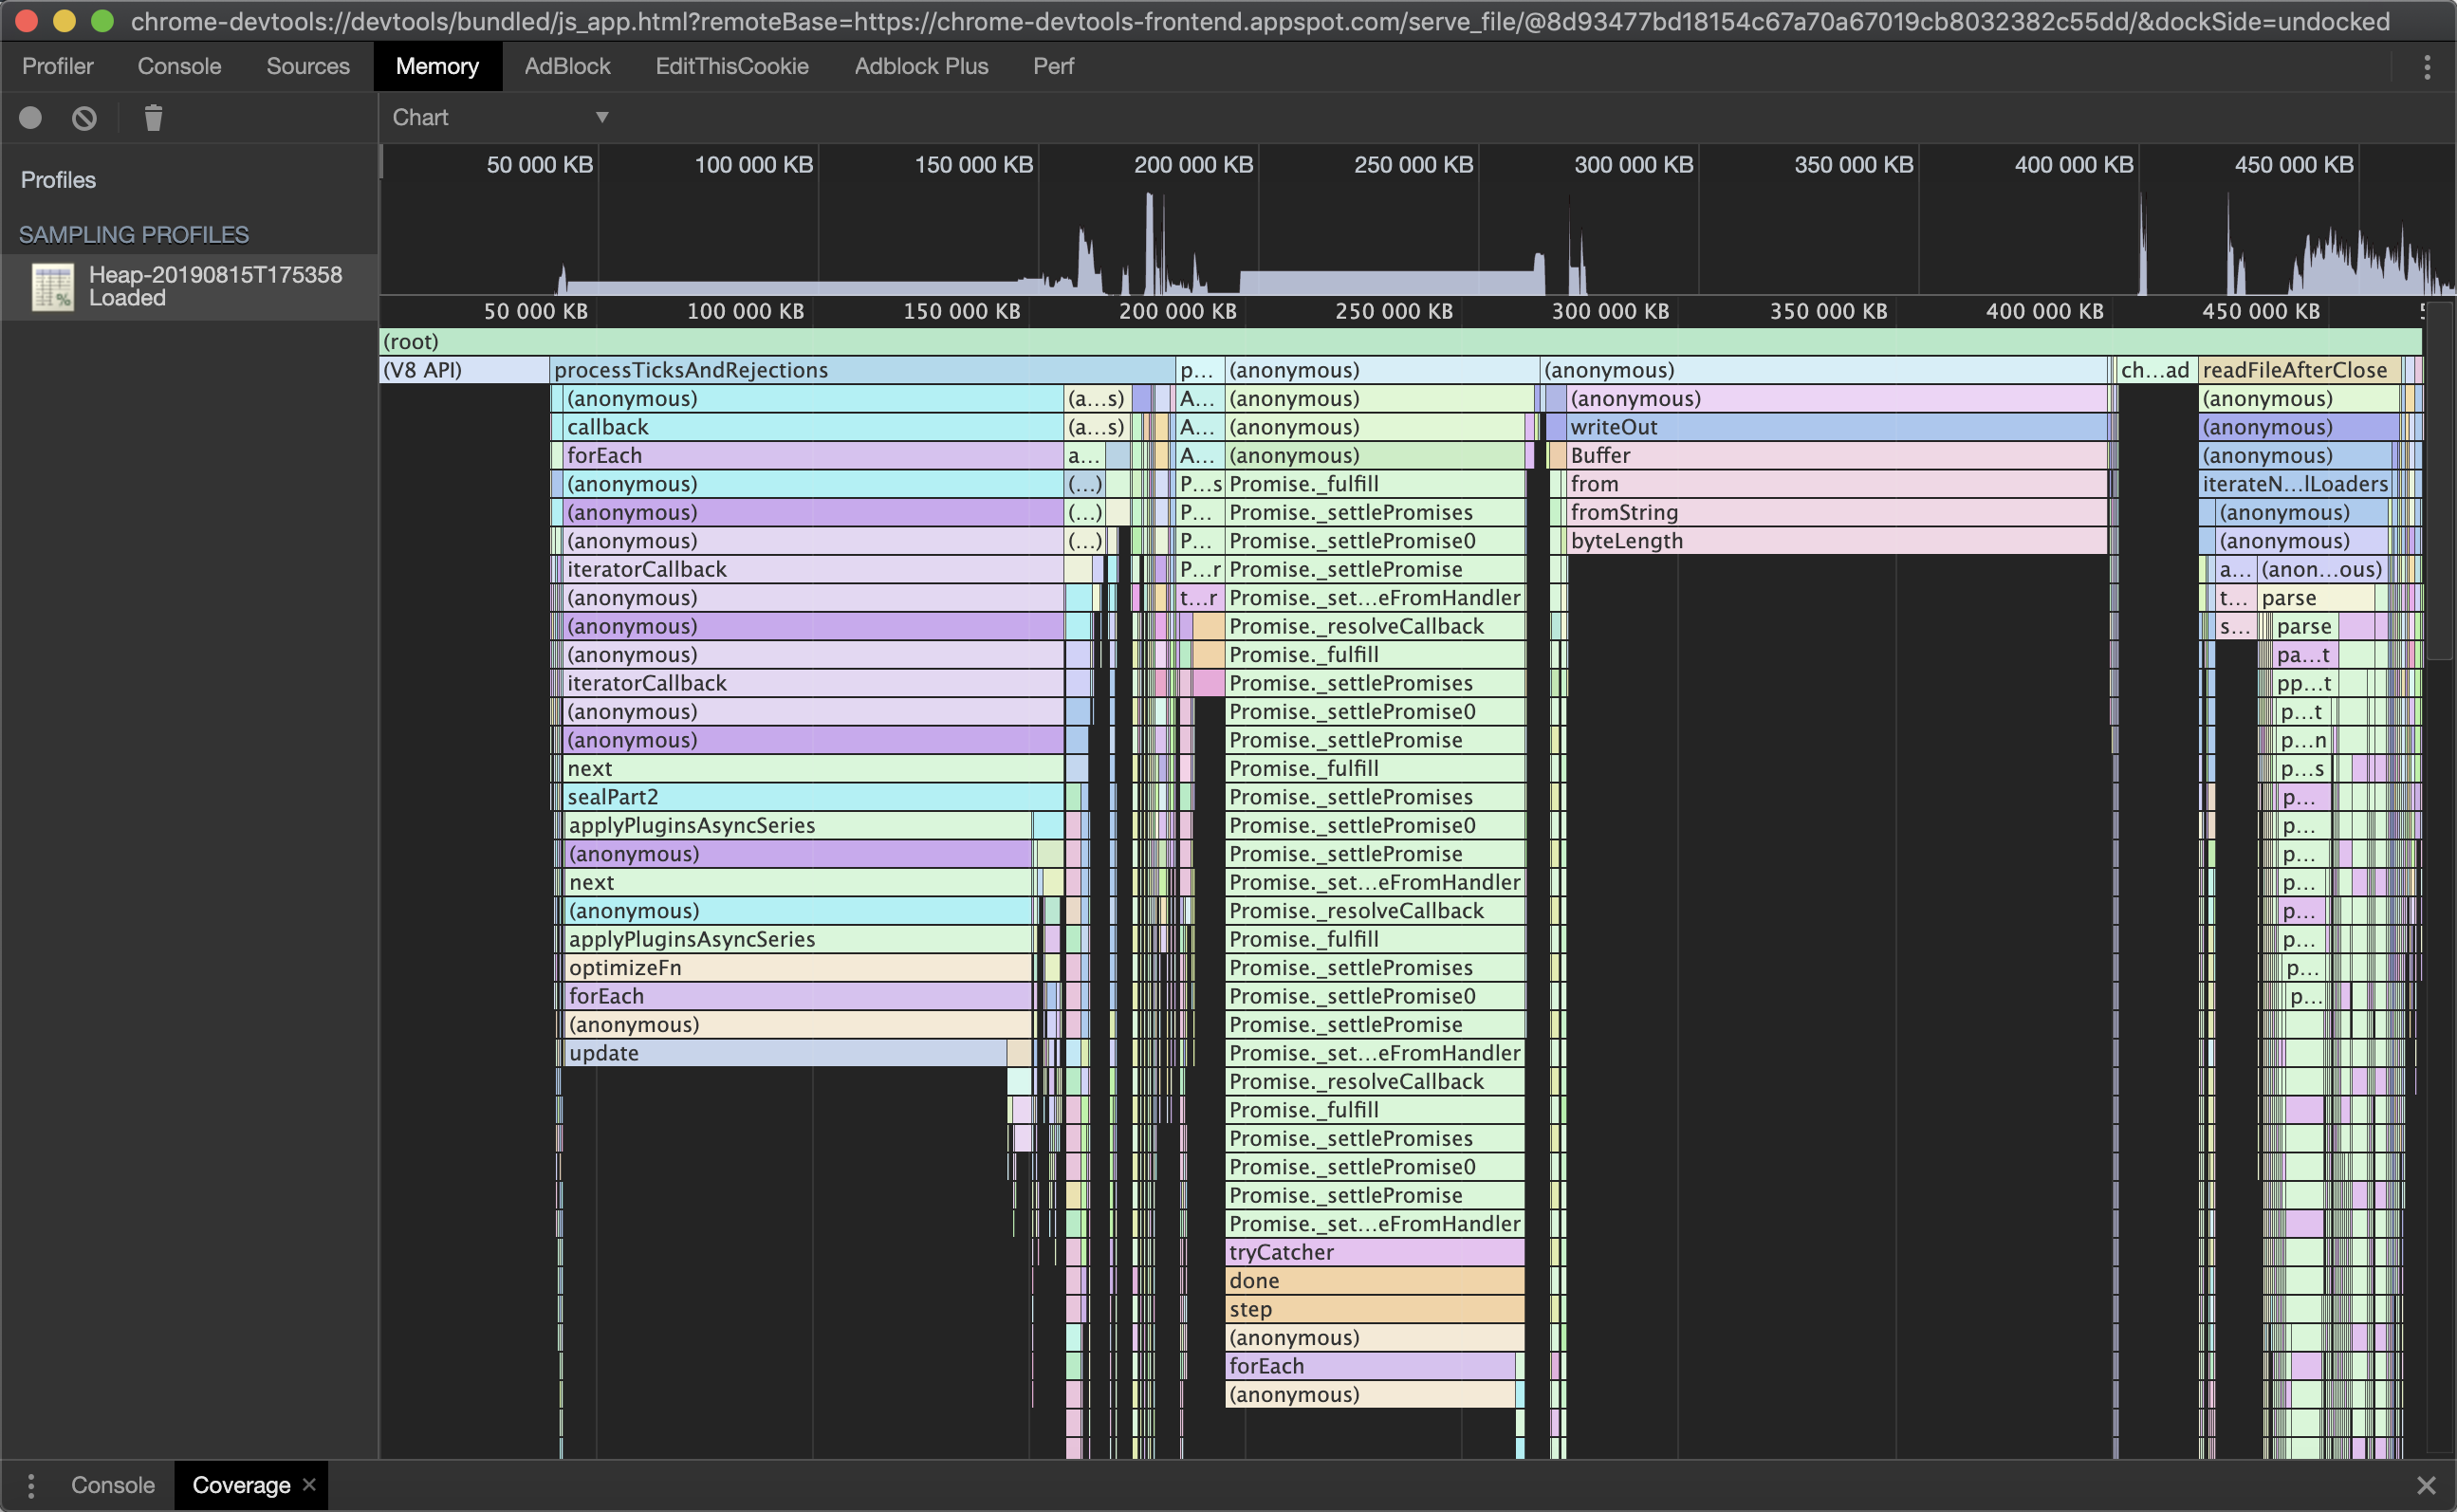 chrome-devtools://devtools/bundled/js_app.html?remoteBase=https://chrome-devtools-frontend.appspot.com/serve_file/@8d93477bd18154c67a70a67019cb8032382c55dd/&dockSide=undocked
Profiler Console Sources Memory AdBlock EditThisCookie Adblock Plus Perf
Chart ▼
Profiles
SAMPLING PROFILES
Heap-20190815T175358
Loaded
50 000 KB 100 000 KB 150 000 KB 200 000 KB 250 000 KB 300 000 KB 350 000 KB 400 000 KB 450 000 KB
50 000 KB 100 000 KB 150 000 KB 200 000 KB 250 000 KB 300 000 KB 350 000 KB 400 000 KB 450 000 KB
(root)
(V8 API) processTicksAndRejections p... (anonymous) (anonymous) ch...ad readFileAfterClose
(anonymous) (a...s) A... (anonymous) (anonymous) (anonymous)
callback (a...s) A... (anonymous) writeOut (anonymous)
forEach a... A... (anonymous) Buffer (anonymous)
(anonymous) (...) P...s Promise._fulfill from iterateN...lLoaders
(anonymous) (...) P... Promise._settlePromises fromString (anonymous)
(anonymous) (...) P... Promise._settlePromise0 byteLength (anonymous)
iteratorCallback P...r Promise._settlePromise a... (anon...ous)
(anonymous) t...r Promise._set...eFromHandler t... parse
(anonymous) Promise._resolveCallback s... parse
(anonymous) Promise._fulfill pa...t
iteratorCallback Promise._settlePromises pp...t
(anonymous) Promise._settlePromise0 p...t
(anonymous) Promise._settlePromise p...n
next Promise._fulfill p...s
sealPart2 Promise._settlePromises p...
applyPluginsAsyncSeries Promise._settlePromise0 p...
(anonymous) Promise._settlePromise p...
next Promise._set...eFromHandler p...
(anonymous) Promise._resolveCallback p...
applyPluginsAsyncSeries Promise._fulfill p...
optimizeFn Promise._settlePromises p...
forEach Promise._settlePromise0 p...
(anonymous) Promise._settlePromise
update Promise._set...eFromHandler
Promise._resolveCallback
Promise._fulfill
Promise._settlePromises
Promise._settlePromise0
Promise._settlePromise
Promise._set...eFromHandler
tryCatcher
done
step
(anonymous)
forEach
(anonymous)
Console Coverage ×